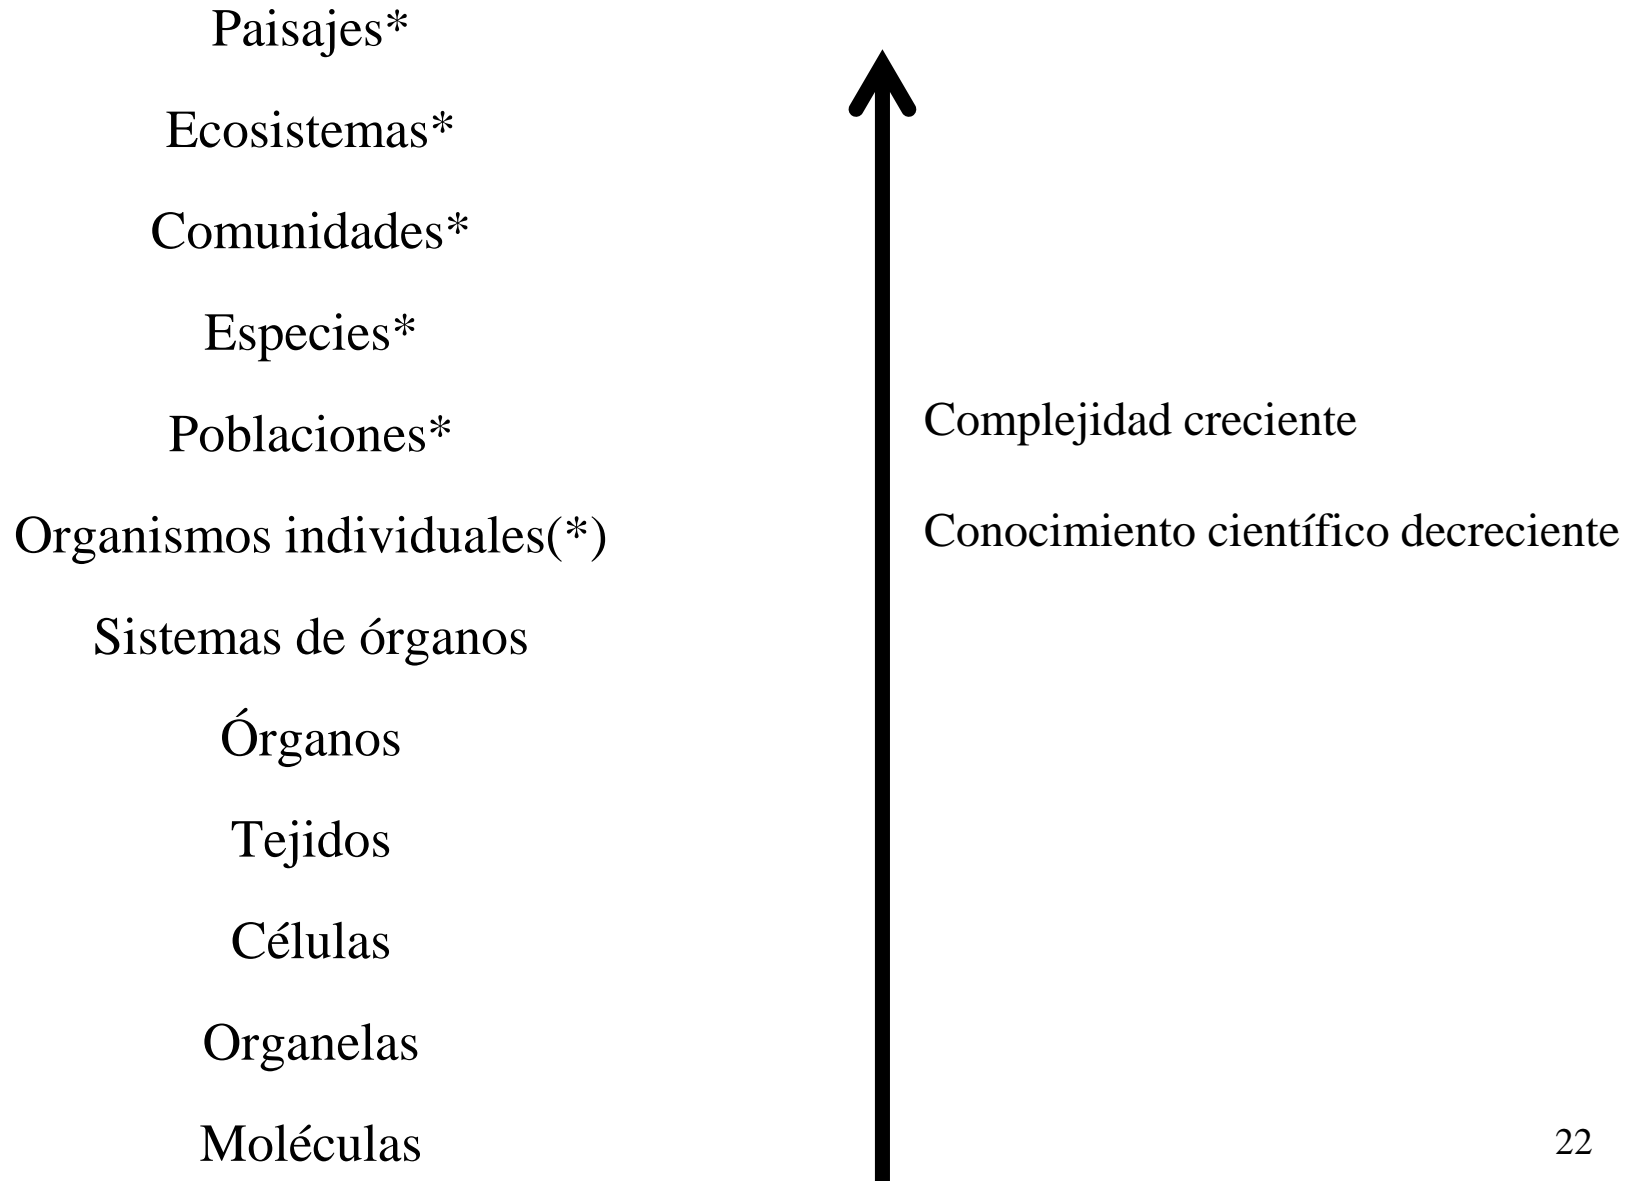 Paisajes*
Ecosistemas*
Comunidades*
Especies*
Poblaciones*
Organismos individuales(*)
Sistemas de órganos
Órganos
Tejidos
Células
Organelas
Moléculas
Complejidad creciente
Conocimiento científico decreciente
22